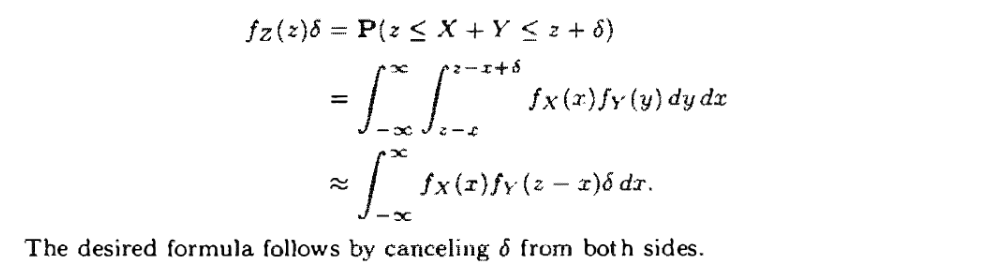 f_Z(z)δ = P(z ≤ X + Y ≤ z + δ)
= ∫_{-∞}^{∞} ∫_{z-x}^{z-x+δ} f_X(x) f_Y(y) dy dx
≈ ∫_{-∞}^{∞} f_X(x) f_Y(z − x)δ dx.
The desired formula follows by canceling δ from both sides.